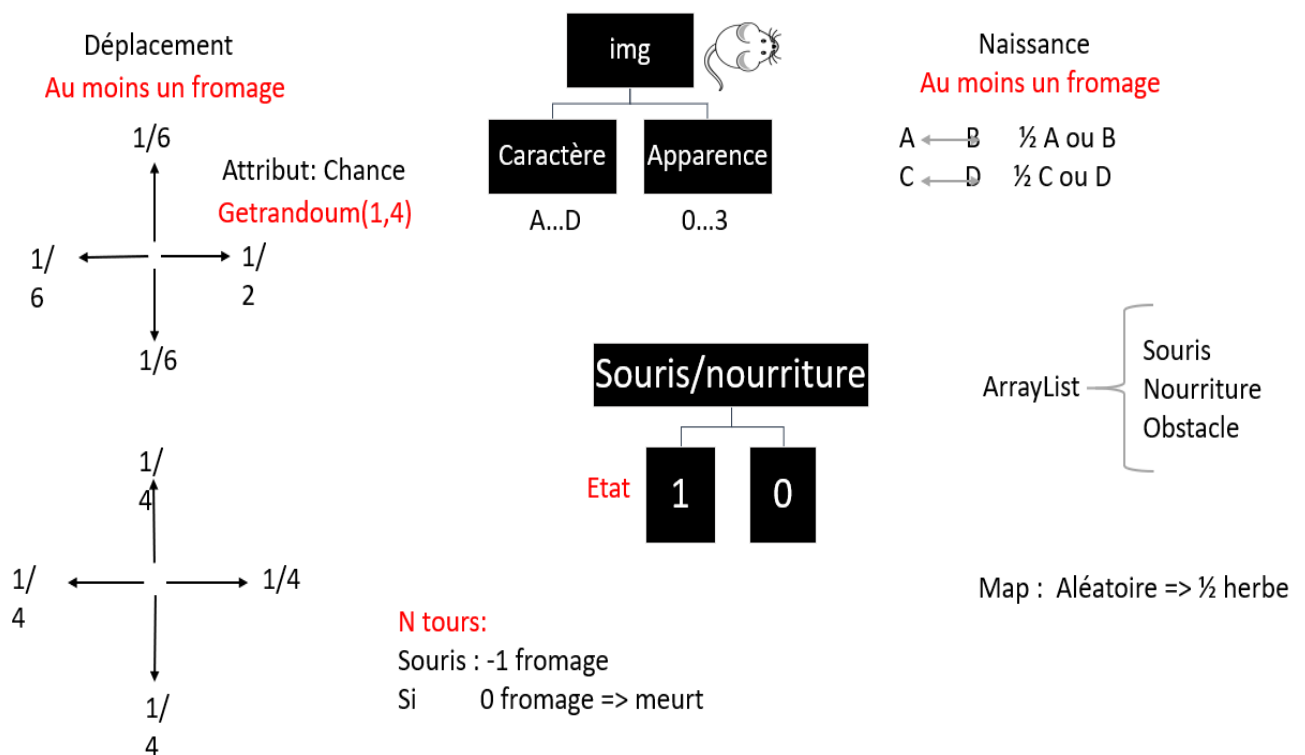 Déplacement
Au moins un fromage
1/6
Attribut: Chance
Getrandoum(1,4)
1/
6
1/
2
1/6
img
Caractère
Apparence
A...D
0...3
Naissance
Au moins un fromage
A B ½ A ou B
C D ½ C ou D
Souris/nourriture
Etat
1
0
ArrayList
Souris
Nourriture
Obstacle
1/
4
1/
4
1/4
1/
4
N tours:
Souris : -1 fromage
Si 0 fromage => meurt
Map : Aléatoire => ½ herbe